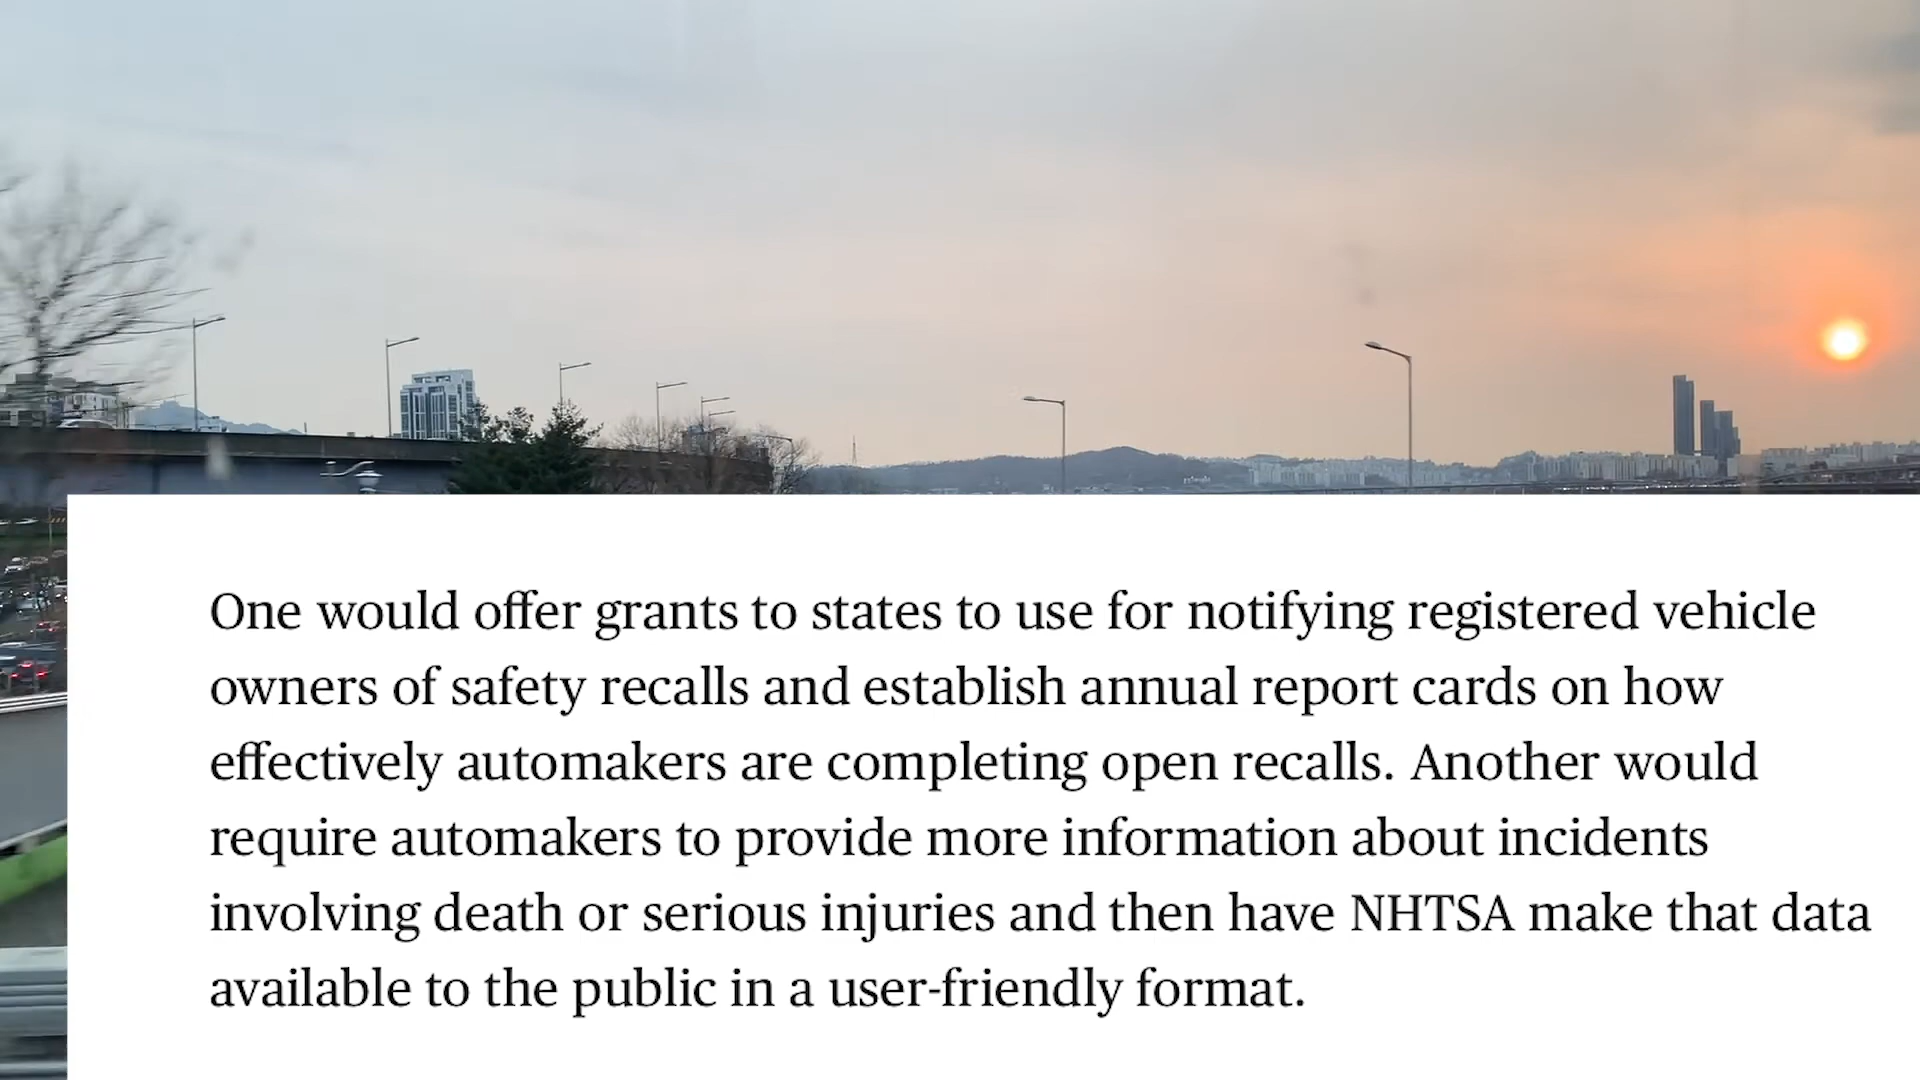 One would offer grants to states to use for notifying registered vehicle
owners of safety recalls and establish annual report cards on how
effectively automakers are completing open recalls. Another would
require automakers to provide more information about incidents
involving death or serious injuries and then have NHTSA make that data
available to the public in a user-friendly format.